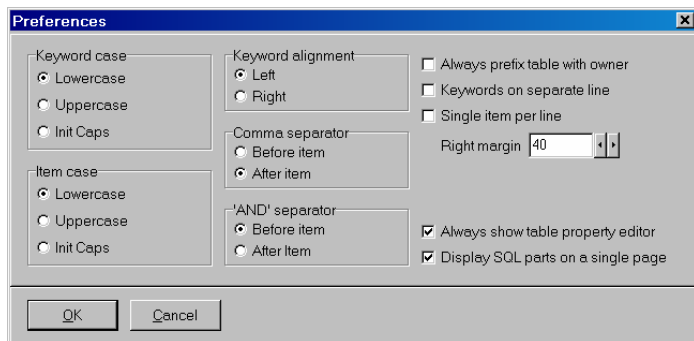 Preferences
Keyword case
Lowercase
Uppercase
Init Caps
Item case
Lowercase
Uppercase
Init Caps
Keyword alignment
Left
Right
Comma separator
Before item
After item
'AND' separator
Before item
After Item
Always prefix table with owner
Keywords on separate line
Single item per line
Right margin 40
Always show table property editor
Display SQL parts on a single page
OK Cancel